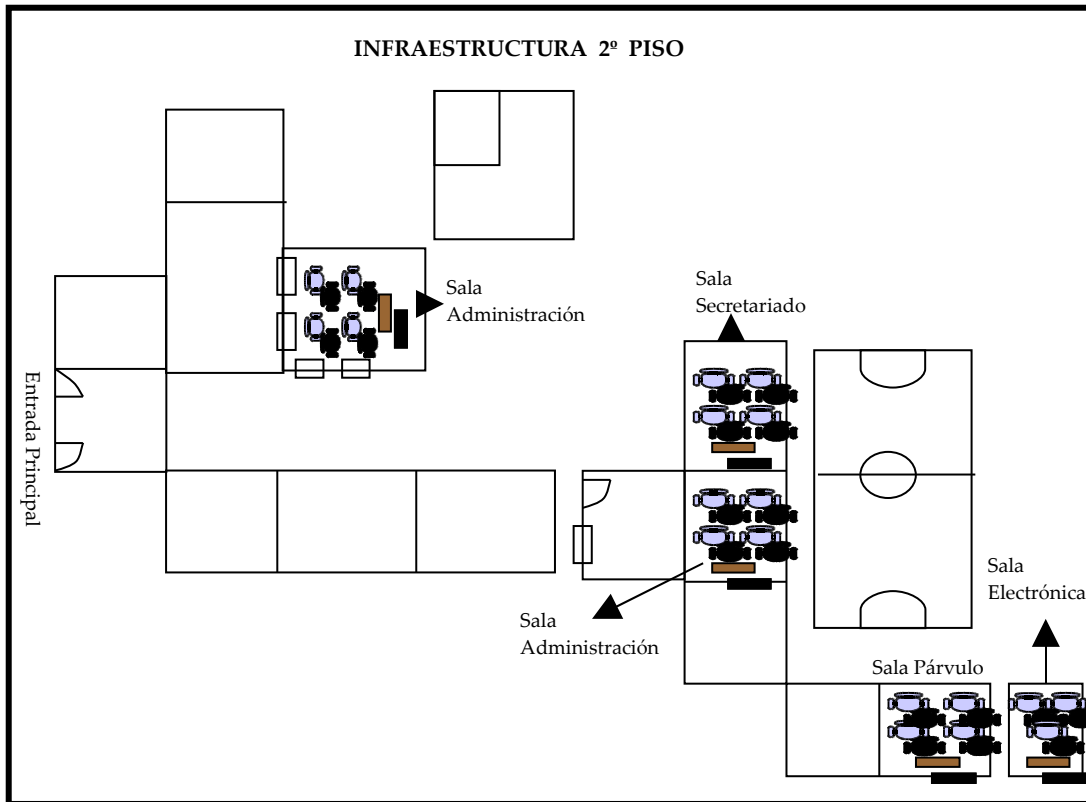 INFRAESTRUCTURA 2º PISO
Sala
Administración
Sala
Secretariado
Entrada Principal
Sala
Electrónica
Sala
Administración
Sala Párvulo